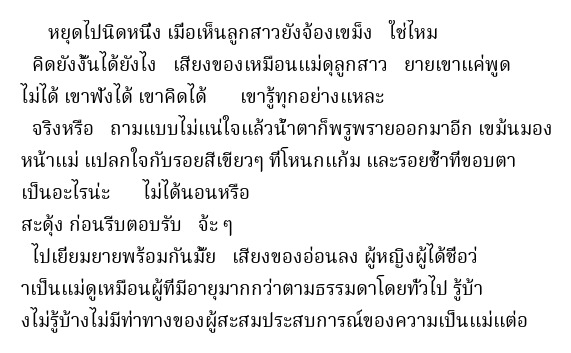 หยุดไปนิดหนึ่ง เมื่อเห็นลูกสาวยังจ้องเขม็ง ใช่ไหม
คิดยังงั้นได้ยังไง เสียงของเหมือนแม่ดุลูกสาว ยายเขาแค่พูด
ไม่ได้ เขาฟังได้ เขาคิดได้ เขารู้ทุกอย่างแหละ
จริงหรือ ถามแบบไม่แน่ใจแล้วน้ำตาก็พรูพรายออกมาอีก เขม้นมอง
หน้าแม่ แปลกใจกับรอยสีเขียวๆ ที่โหนกแก้ม และรอยช้ำที่ขอบตา
เป็นอะไรน่ะ ไม่ได้นอนหรือ
สะดุ้ง ก่อนรีบตอบรับ จ้ะ ๆ
ไปเยี่ยมยายพร้อมกันมั้ย เสียงของอ่อนลง ผู้หญิงผู้ได้ชื่อว่
าเป็นแม่ดูเหมือนผู้ที่มีอายุมากกว่าตามธรรมดาโดยทั่วไป รู้บ้า
งไม่รู้บ้างไม่มีท่าทางของผู้สะสมประสบการณ์ของความเป็นแม่แต่อ